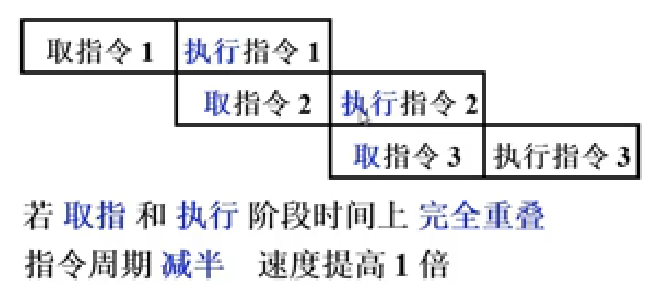 取指令 1 执行指令 1
取指令 2 执行指令 2
取指令 3 执行指令 3
若 取指 和 执行 阶段时间上 完全重叠
指令周期 减半 速度提高 1 倍